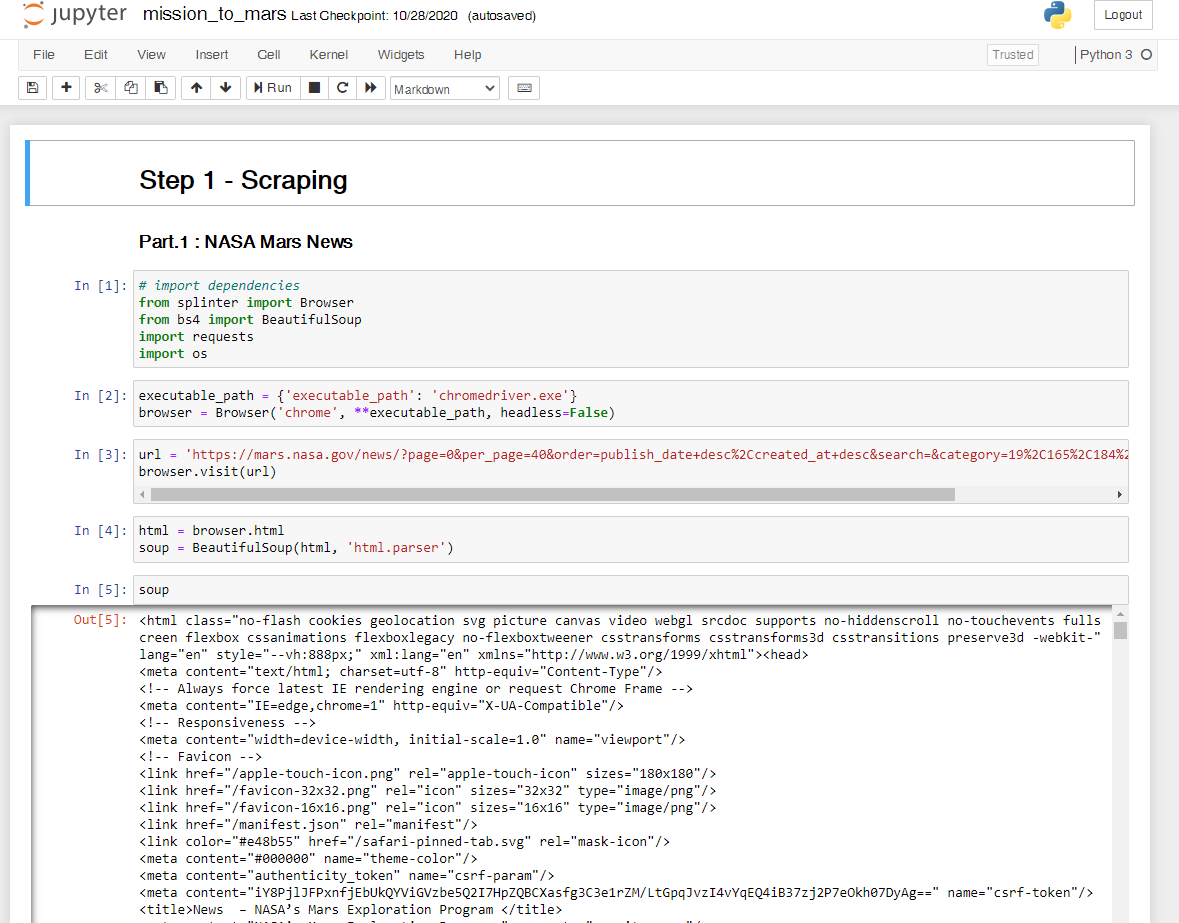 jupyter mission_to_mars Last Checkpoint: 10/28/2020 (autosaved) Logout
File Edit View Insert Cell Kernel Widgets Help Trusted Python 3
Run Markdown
Step 1 - Scraping
Part.1 : NASA Mars News
In [1]: # import dependencies
from splinter import Browser
from bs4 import BeautifulSoup
import requests
import os
In [2]: executable_path = {'executable_path': 'chromedriver.exe'}
browser = Browser('chrome', **executable_path, headless=False)
In [3]: url = 'https://mars.nasa.gov/news/?page=0&per_page=40&order=publish_date+desc%2Ccreated_at+desc&search=&category=19%2C165%2C184%2
browser.visit(url)
In [4]: html = browser.html
soup = BeautifulSoup(html, 'html.parser')
In [5]: soup
Out[5]: <html class="no-flash cookies geolocation svg picture canvas video webgl srcdoc supports no-hiddenscroll no-touchevents fulls
creen flexbox cssanimations flexboxlegacy no-flexboxtweener csstransforms csstransforms3d csstransitions preserve3d -webkit-"
lang="en" style="--vh:888px;" xml:lang="en" xmlns="http://www.w3.org/1999/xhtml"><head>
<meta content="text/html; charset=utf-8" http-equiv="Content-Type"/>
<!-- Always force latest IE rendering engine or request Chrome Frame -->
<meta content="IE=edge,chrome=1" http-equiv="X-UA-Compatible"/>
<!-- Responsiveness -->
<meta content="width=device-width, initial-scale=1.0" name="viewport"/>
<!-- Favicon -->
<link href="/apple-touch-icon.png" rel="apple-touch-icon" sizes="180x180"/>
<link href="/favicon-32x32.png" rel="icon" sizes="32x32" type="image/png"/>
<link href="/favicon-16x16.png" rel="icon" sizes="16x16" type="image/png"/>
<link href="/manifest.json" rel="manifest"/>
<link color="#e48b55" href="/safari-pinned-tab.svg" rel="mask-icon"/>
<meta content="#000000" name="theme-color"/>
<meta content="authenticity_token" name="csrf-param"/>
<meta content="iY8PjlJFPxnfjEbUkQYViGVzbe5Q2I7HpZQBCXasfg3C3e1rZM/LtGpqJvzI4vYqEQ4iB37zj2P7eOkh07DyAg==" name="csrf-token"/>
<title>News  – NASA’s Mars Exploration Program </title>